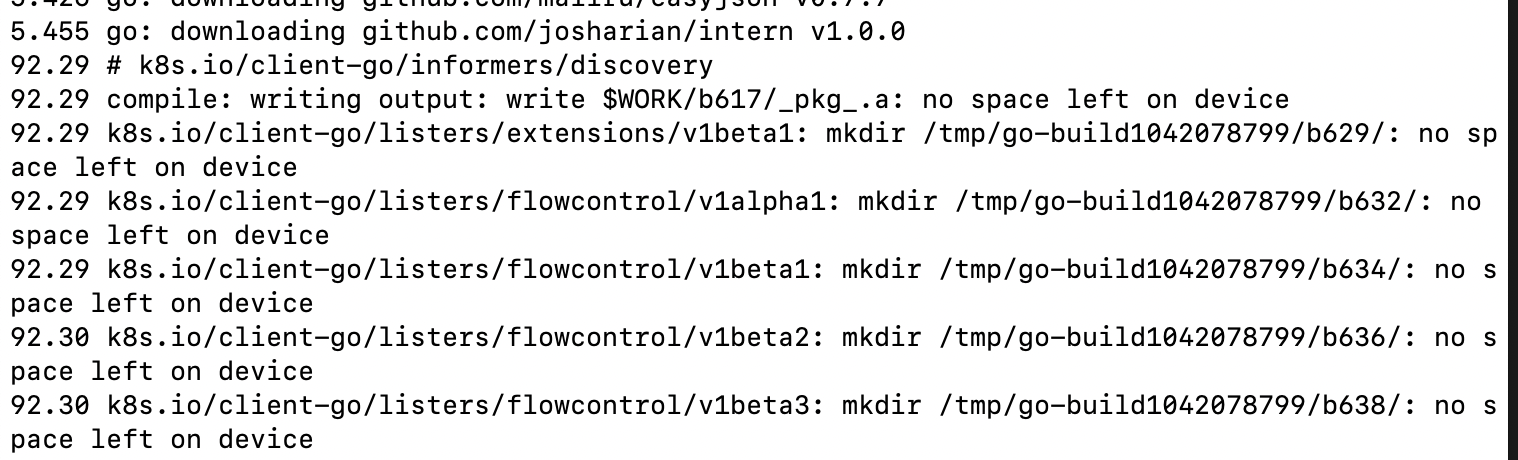 5.428 go: downloading github.com/mailru/easyjson v0.7.7
5.455 go: downloading github.com/josharian/intern v1.0.0
92.29 # k8s.io/client-go/informers/discovery
92.29 compile: writing output: write $WORK/b617/_pkg_.a: no space left on device
92.29 k8s.io/client-go/listers/extensions/v1beta1: mkdir /tmp/go-build1042078799/b629/: no sp
ace left on device
92.29 k8s.io/client-go/listers/flowcontrol/v1alpha1: mkdir /tmp/go-build1042078799/b632/: no
space left on device
92.29 k8s.io/client-go/listers/flowcontrol/v1beta1: mkdir /tmp/go-build1042078799/b634/: no s
pace left on device
92.30 k8s.io/client-go/listers/flowcontrol/v1beta2: mkdir /tmp/go-build1042078799/b636/: no s
pace left on device
92.30 k8s.io/client-go/listers/flowcontrol/v1beta3: mkdir /tmp/go-build1042078799/b638/: no s
pace left on device